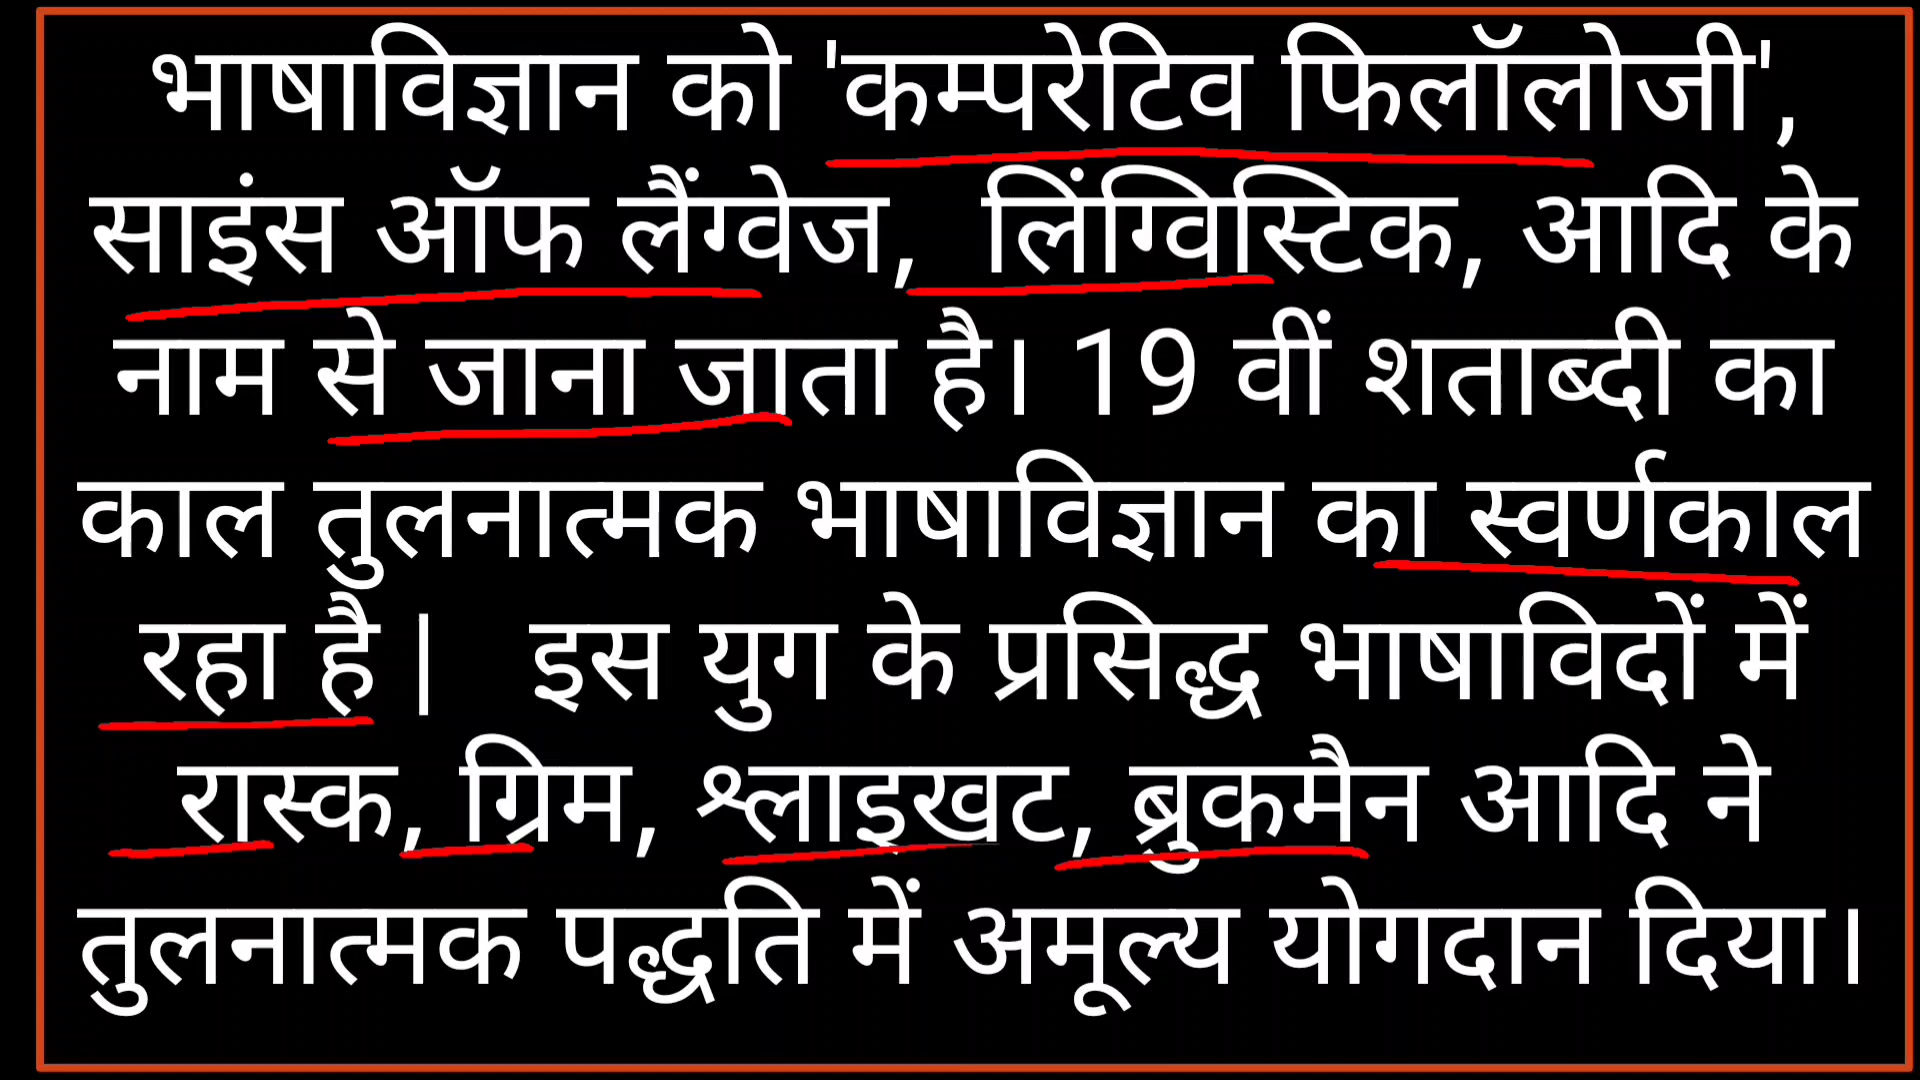 भाषाविज्ञान को 'कम्परेटिव फिलॉलोजी',
साइंस ऑफ लैंग्वेज, लिंग्विस्टिक, आदि के
नाम से जाना जाता है। 19 वीं शताब्दी का
काल तुलनात्मक भाषाविज्ञान का स्वर्णकाल
रहा है | इस युग के प्रसिद्ध भाषाविदों में
रास्क, ग्रिम, श्लाइखट, ब्रुकमैन आदि ने
तुलनात्मक पद्धति में अमूल्य योगदान दिया।